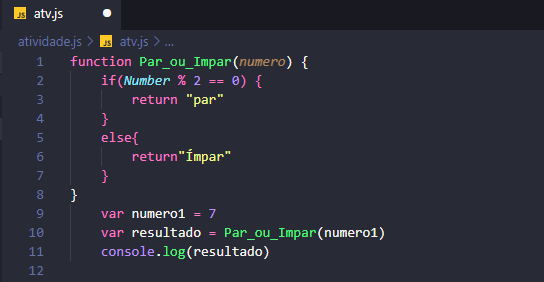 JS atv.js
atividade.js > JS atv.js > ...
1 function Par_ou_Impar(numero) {
2 if(Number % 2 == 0) {
3 return "par"
4 }
5 else{
6 return"Ímpar"
7 }
8 }
9 var numero1 = 7
10 var resultado = Par_ou_Impar(numero1)
11 console.log(resultado)
12